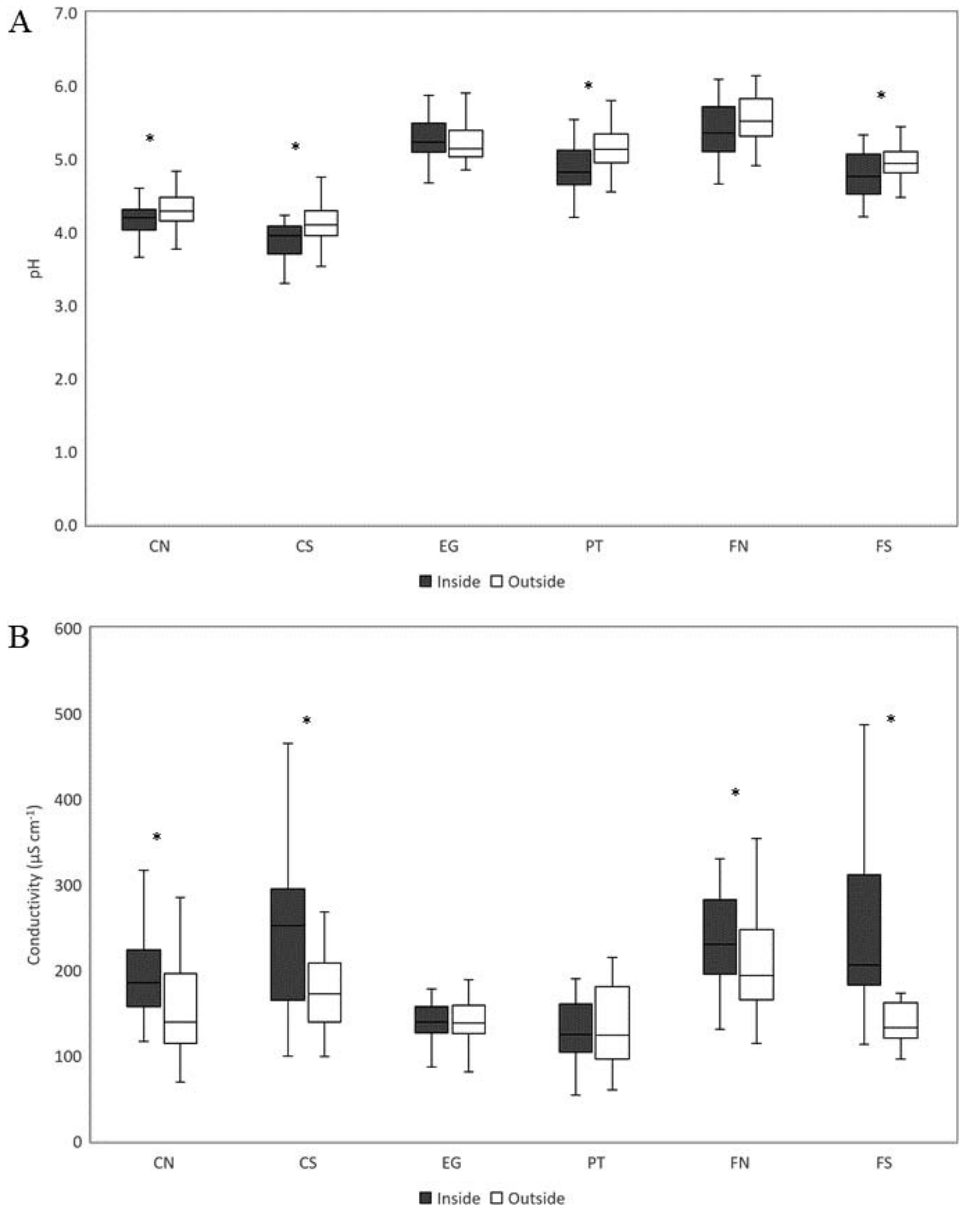 A
7.0
6.0
5.0
4.0
3.0
2.0
1.0
0.0
pH
*
*
*
*
CN CS EG PT FN FS
Inside Outside
B
600
500
400
300
200
100
0
Conductivity (µS cm⁻¹)
*
*
*
*
CN CS EG PT FN FS
Inside Outside